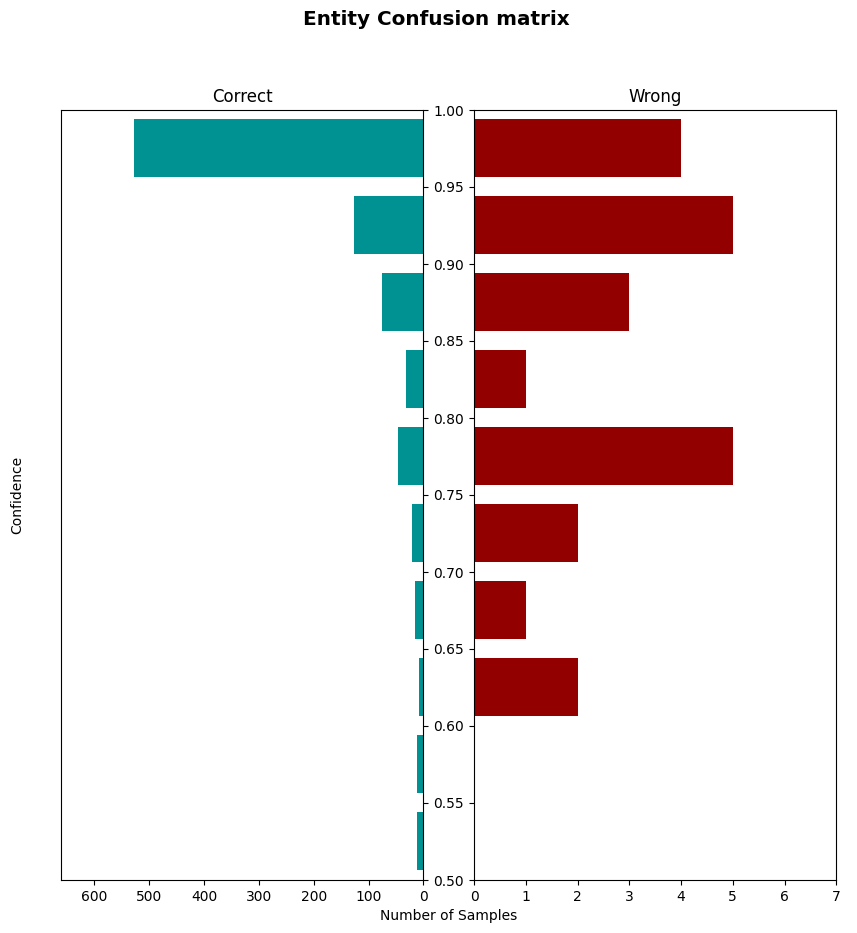 Entity Confusion matrix
Correct
Wrong
1.00
0.95
0.90
0.85
0.80
0.75
0.70
0.65
0.60
0.55
0.50
Confidence
600 500 400 300 200 100 0
0 1 2 3 4 5 6 7
Number of Samples